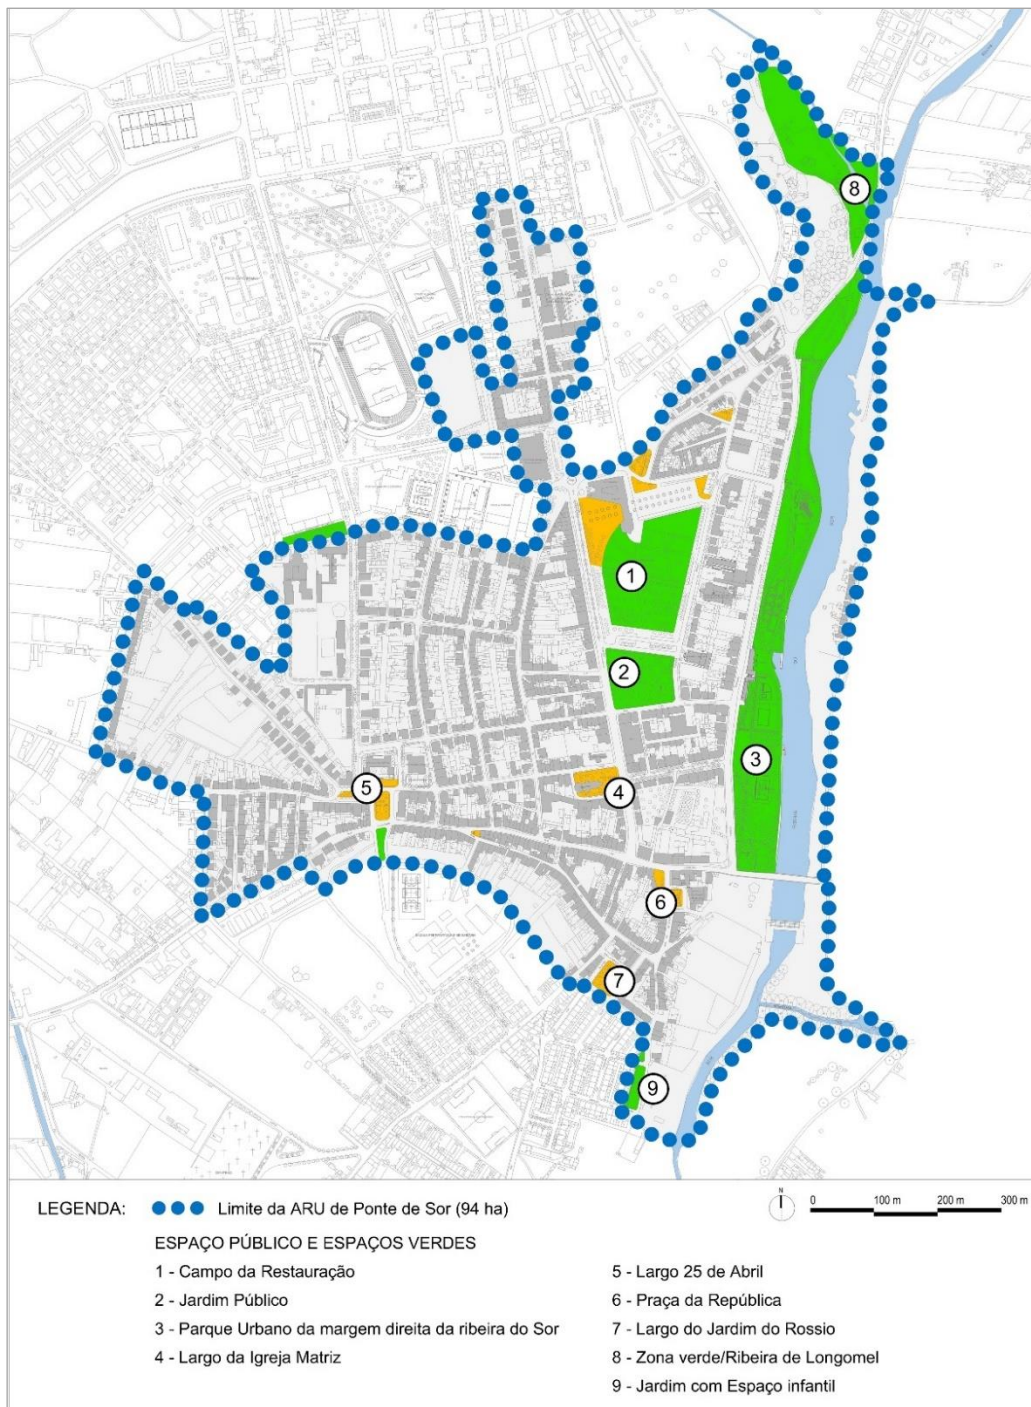 8
1
2
3
5
4
6
7
9
LEGENDA:
Limite da ARU de Ponte de Sor (94 ha)
N
0 100 m 200 m 300 m
ESPAÇO PÚBLICO E ESPAÇOS VERDES
1 - Campo da Restauração
2 - Jardim Público
3 - Parque Urbano da margem direita da ribeira do Sor
4 - Largo da Igreja Matriz
5 - Largo 25 de Abril
6 - Praça da República
7 - Largo do Jardim do Rossio
8 - Zona verde/Ribeira de Longomel
9 - Jardim com Espaço infantil